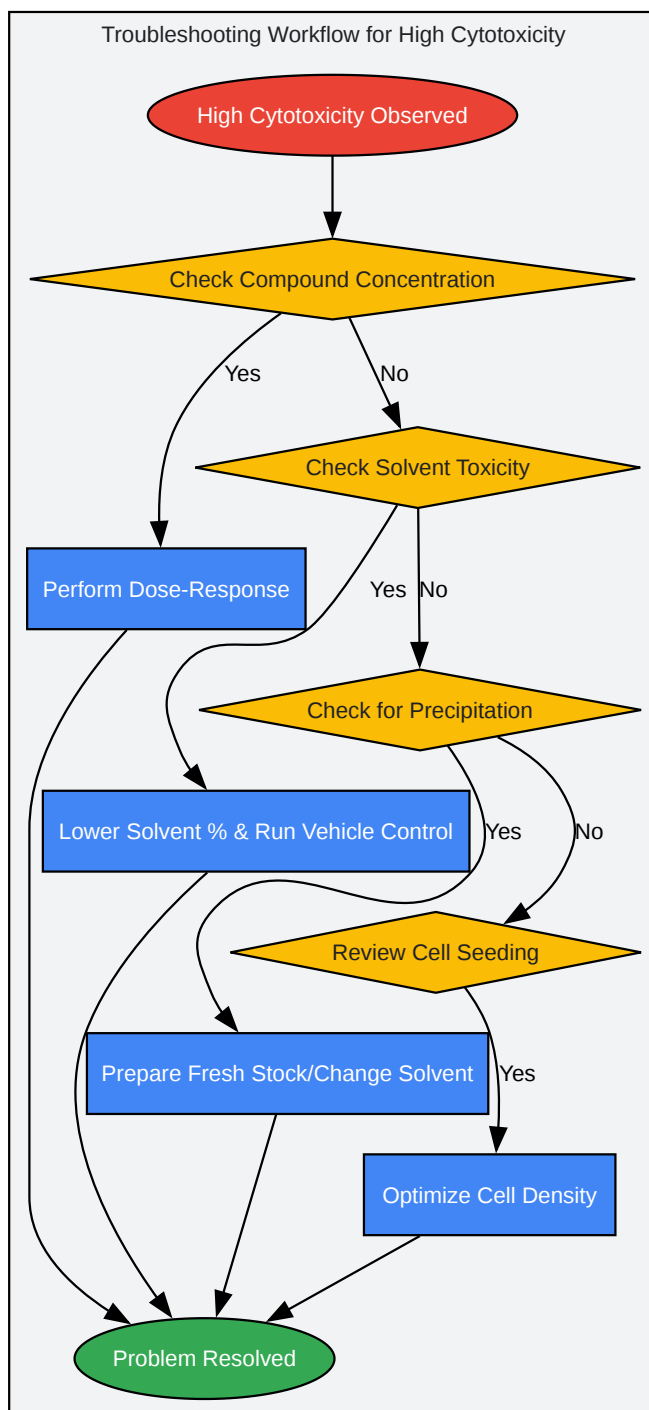 Troubleshooting Workflow for High Cytotoxicity
High Cytotoxicity Observed
Check Compound Concentration
Yes
No
Check Solvent Toxicity
Perform Dose-Response
Yes
No
Check for Precipitation
Lower Solvent % & Run Vehicle Control
Yes
No
Review Cell Seeding
Prepare Fresh Stock/Change Solvent
Yes
Optimize Cell Density
Problem Resolved